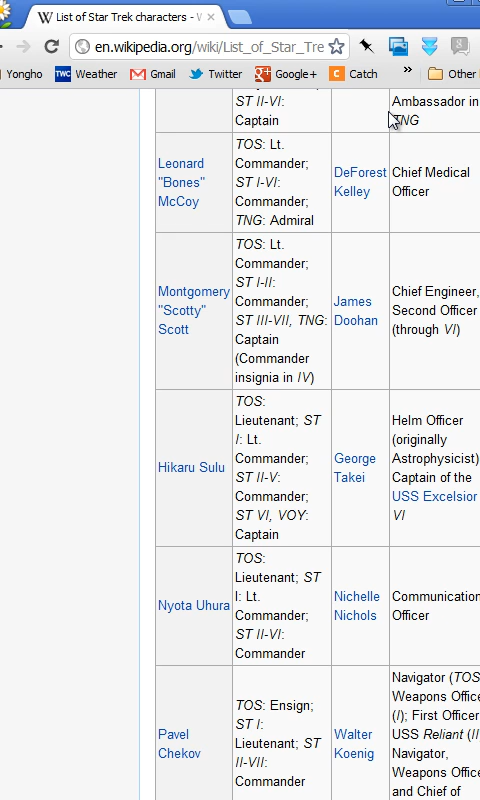 List of Star Trek characters - W
en.wikipedia.org/wiki/List_of_Star_Tre
Yongho
TWC Weather
Gmail
Twitter
Google+
C Catch
»
Other
ST II-VI:
Captain
Ambassador in
TNG
Leonard
"Bones"
McCoy
TOS: Lt.
Commander;
ST I-VI:
Commander;
TNG: Admiral
DeForest
Kelley
Chief Medical
Officer
Montgomery
"Scotty"
Scott
TOS: Lt.
Commander;
ST I-II:
Commander;
ST III-VII, TNG:
Captain
(Commander
insignia in IV)
James
Doohan
Chief Engineer,
Second Officer
(through VI)
Hikaru Sulu
TOS:
Lieutenant; ST
I: Lt.
Commander;
ST II-V:
Commander;
ST VI, VOY:
Captain
George
Takei
Helm Officer
(originally
Astrophysicist)
Captain of the
USS Excelsior
VI
Nyota Uhura
TOS:
Lieutenant; ST
I: Lt.
Commander;
ST II-VI:
Commander
Nichelle
Nichols
Communication
Officer
Pavel
Chekov
TOS: Ensign;
ST I:
Lieutenant; ST
II-VII:
Commander
Walter
Koenig
Navigator (TOS
Weapons Office
(I); First Officer
USS Reliant (II
Navigator,
Weapons Office
and Chief of